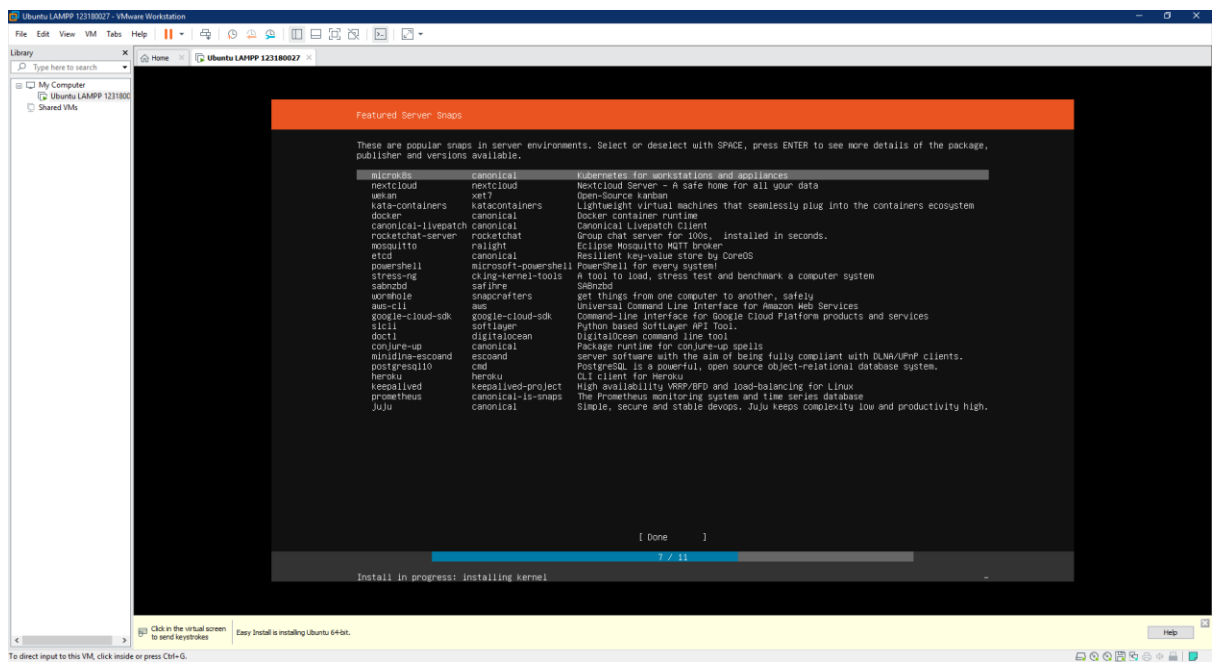 Ubuntu LAMPP 123180027 - VMware Workstation
File Edit View VM Tabs Help
Library
Type here to search
My Computer
Ubuntu LAMPP 1231800
Shared VMs
Home
Ubuntu LAMPP 123180027
Featured Server Snaps
These are popular snaps in server environments. Select or deselect with SPACE, press ENTER to see more details of the package,
publisher and versions available.
microk8s canonical Kubernetes for workstations and appliances
nextcloud nextcloud Nextcloud Server - A safe home for all your data
wekan xet7 Open-Source kanban
kata-containers katacontainers Lightweight virtual machines that seamlessly plug into the containers ecosystem
docker canonical Docker container runtime
canonical-livepatch canonical Canonical Livepatch Client
rocketchat-server rocketchat Group chat server for 100s, installed in seconds.
mosquitto ralight Eclipse Mosquitto MQTT broker
etcd canonical Resilient key-value store by CoreOS
powershell microsoft-powershell PowerShell for every system!
stress-ng cking-kernel-tools A tool to load, stress test and benchmark a computer system
sabnzbd safihre SABnzbd
wormhole snapcrafters get things from one computer to another, safely
aws-cli aws Universal Command Line Interface for Amazon Web Services
google-cloud-sdk google-cloud-sdk Command-line interface for Google Cloud Platform products and services
slcli softlayer Python based SoftLayer API Tool.
doctl digitalocean DigitalOcean command line tool
conjure-up canonical Package runtime for conjure-up spells
minidlna-escoand escoand server software with the aim of being fully compliant with DLNA/UPnP clients.
postgresql10 cmd PostgreSQL is a powerful, open source object-relational database system.
heroku heroku CLI client for Heroku
keepalived keepalived-project High availability VRRP/BFD and load-balancing for Linux
prometheus canonical-is-snaps The Prometheus monitoring system and time series database
juju canonical Simple, secure and stable devops. Juju keeps complexity low and productivity high.
[ Done ]
7 / 11
Install in progress: installing kernel
Click in the virtual screen
to send keystrokes
Easy Install is installing Ubuntu 64-bit.
Help
To direct input to this VM, click inside or press Ctrl+G.